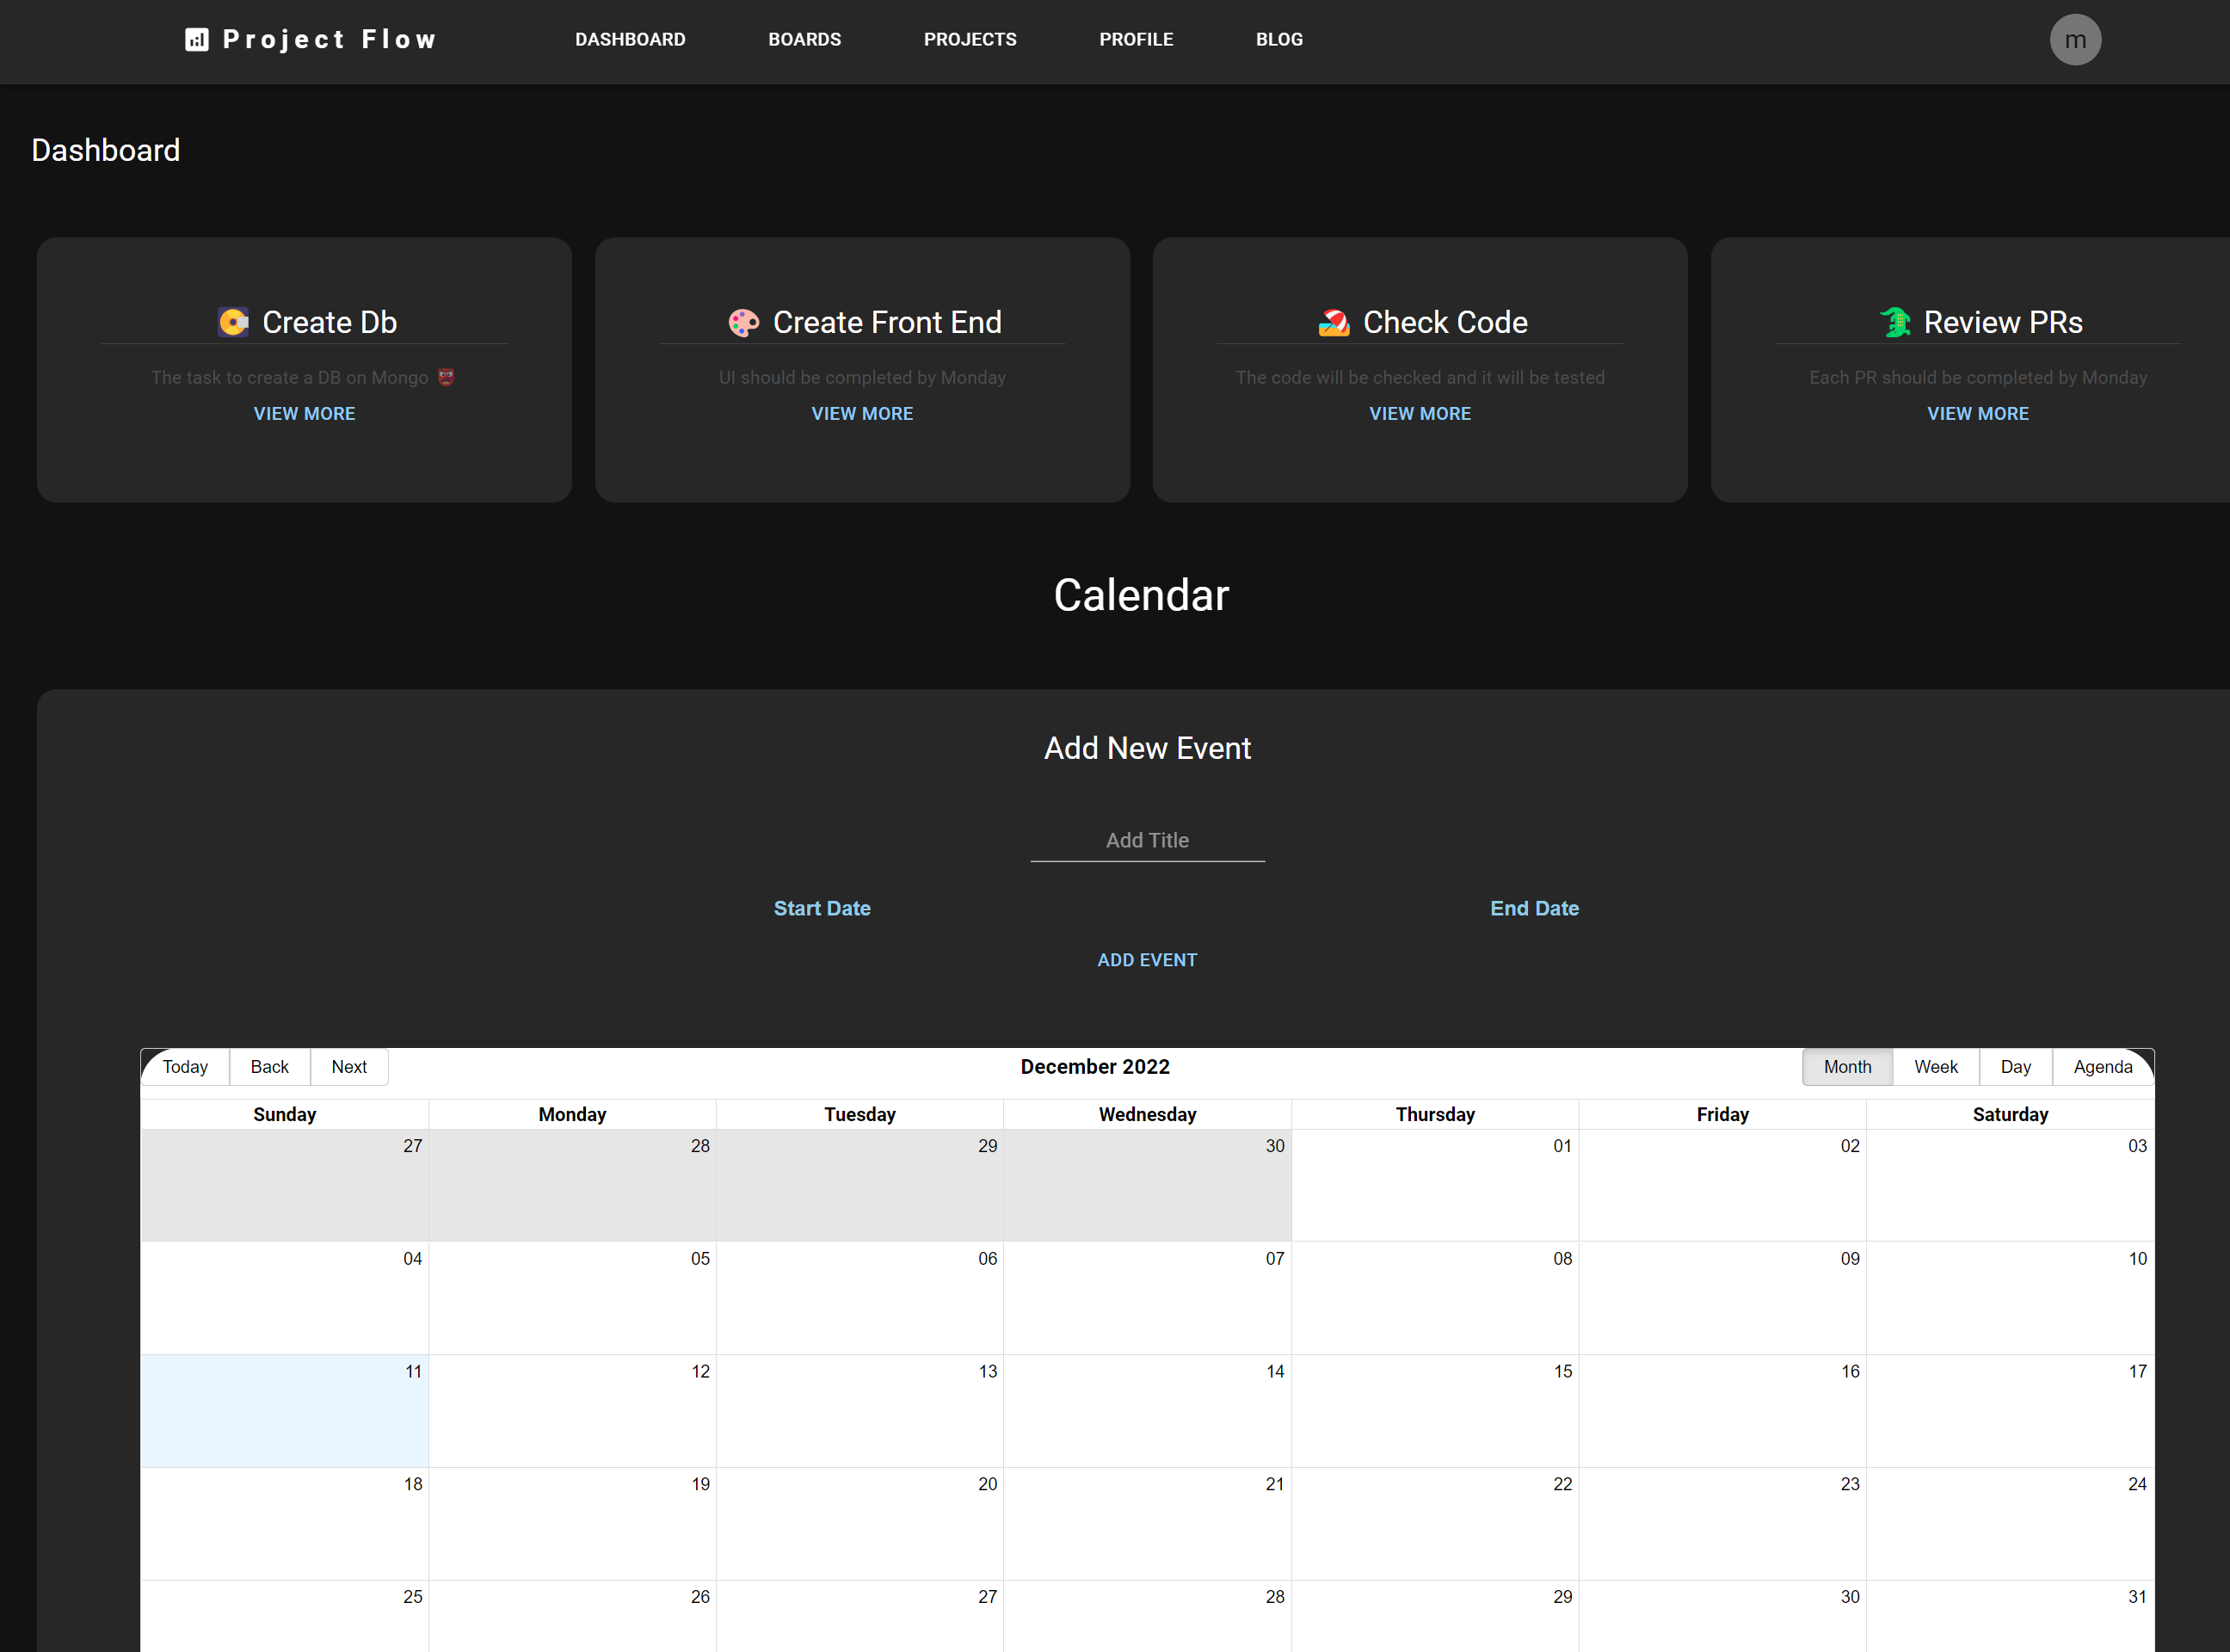 Project Flow DASHBOARD BOARDS PROJECTS PROFILE BLOG m
Dashboard
Create Db
The task to create a DB on Mongo 👹
VIEW MORE
Create Front End
UI should be completed by Monday
VIEW MORE
Check Code
The code will be checked and it will be tested
VIEW MORE
Review PRs
Each PR should be completed by Monday
VIEW MORE
Calendar
Add New Event
Add Title
Start Date End Date
ADD EVENT
Today Back Next December 2022 Month Week Day Agenda
Sunday Monday Tuesday Wednesday Thursday Friday Saturday
27 28 29 30 01 02 03
04 05 06 07 08 09 10
11 12 13 14 15 16 17
18 19 20 21 22 23 24
25 26 27 28 29 30 31